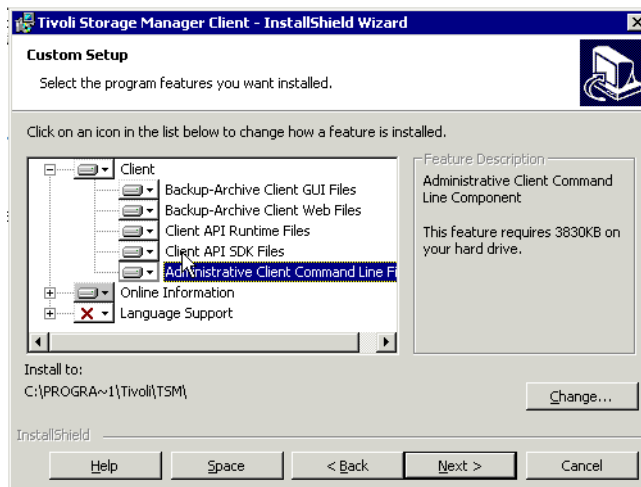 Tivoli Storage Manager Client - InstallShield Wizard
Custom Setup
Select the program features you want installed.
Click on an icon in the list below to change how a feature is installed.
Client
Backup-Archive Client GUI Files
Backup-Archive Client Web Files
Client API Runtime Files
Client API SDK Files
Administrative Client Command Line Fi
Online Information
Language Support
Feature Description
Administrative Client Command
Line Component
This feature requires 3830KB on
your hard drive.
Install to:
C:\PROGRA~1\Tivoli\TSM\
Change...
InstallShield
Help
Space
< Back
Next >
Cancel